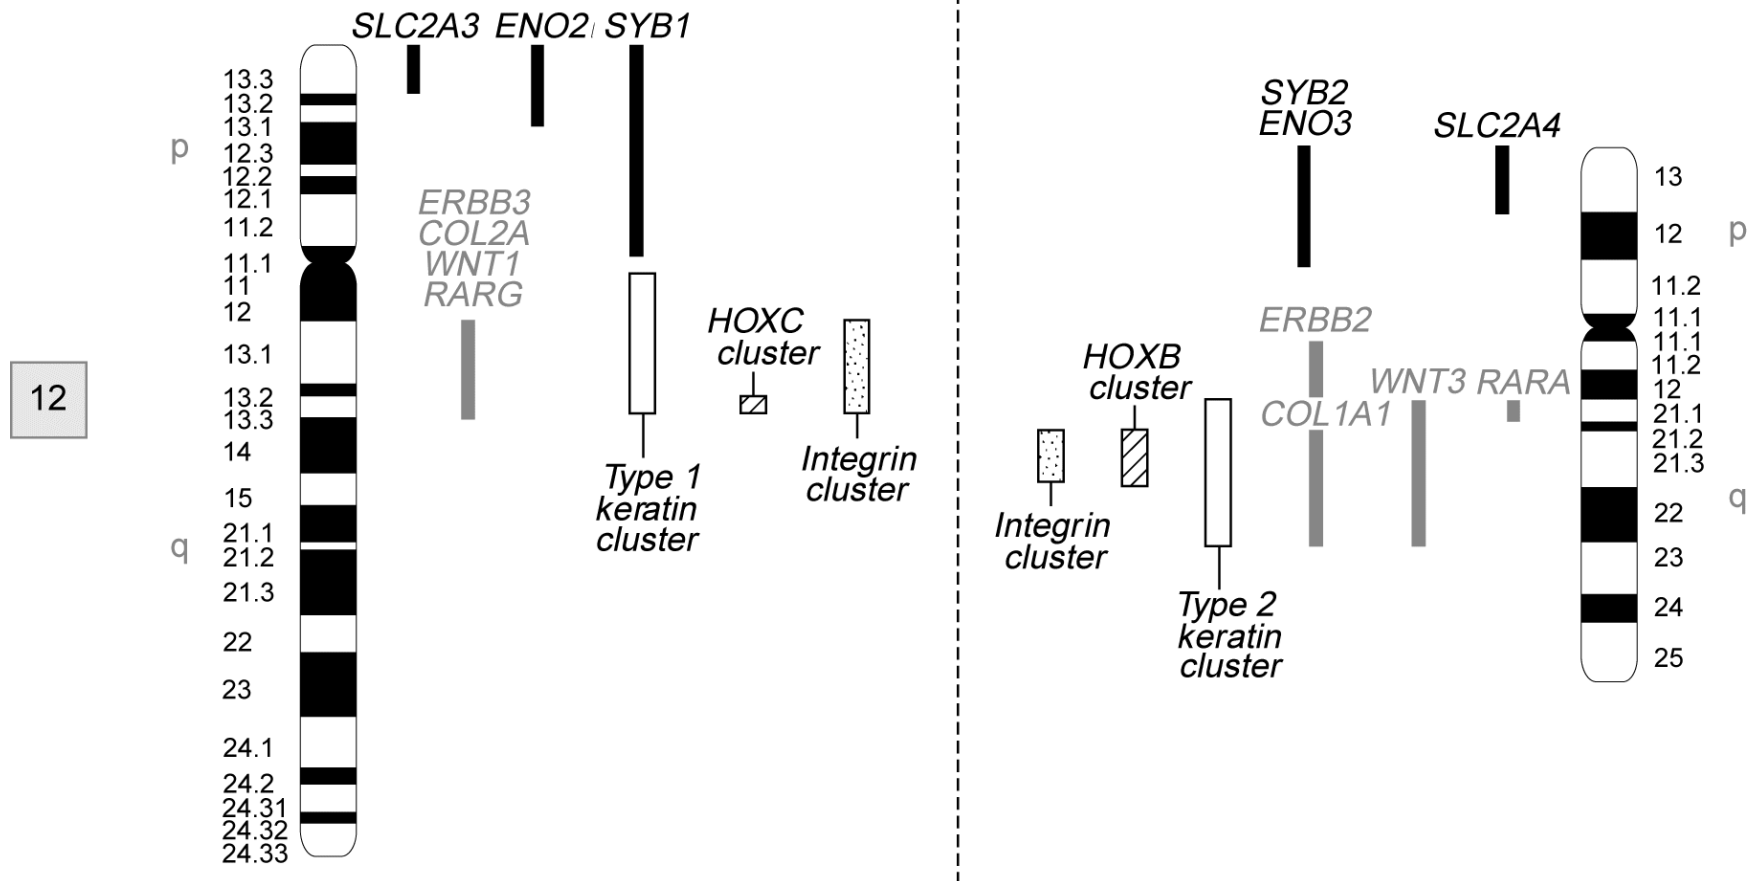 SLC2A3 ENO2 SYB1
13.3
13.2
13.1
12.3
12.2
12.1
11.2
11.1
11
12
13.1
13.2
13.3
14
15
21.1
21.2
21.3
22
23
24.1
24.2
24.31
24.32
24.33
p
q
12
ERBB3
COL2A
WNT1
RARG
Type 1
keratin
cluster
HOXC
cluster
Integrin
cluster
Integrin
cluster
HOXB
cluster
Type 2
keratin
cluster
SYB2
ENO3
SLC2A4
ERBB2
COL1A1
WNT3 RARA
13
12
11.2
11.1
11.1
11.2
12
21.1
21.2
21.3
22
23
24
25
p
q